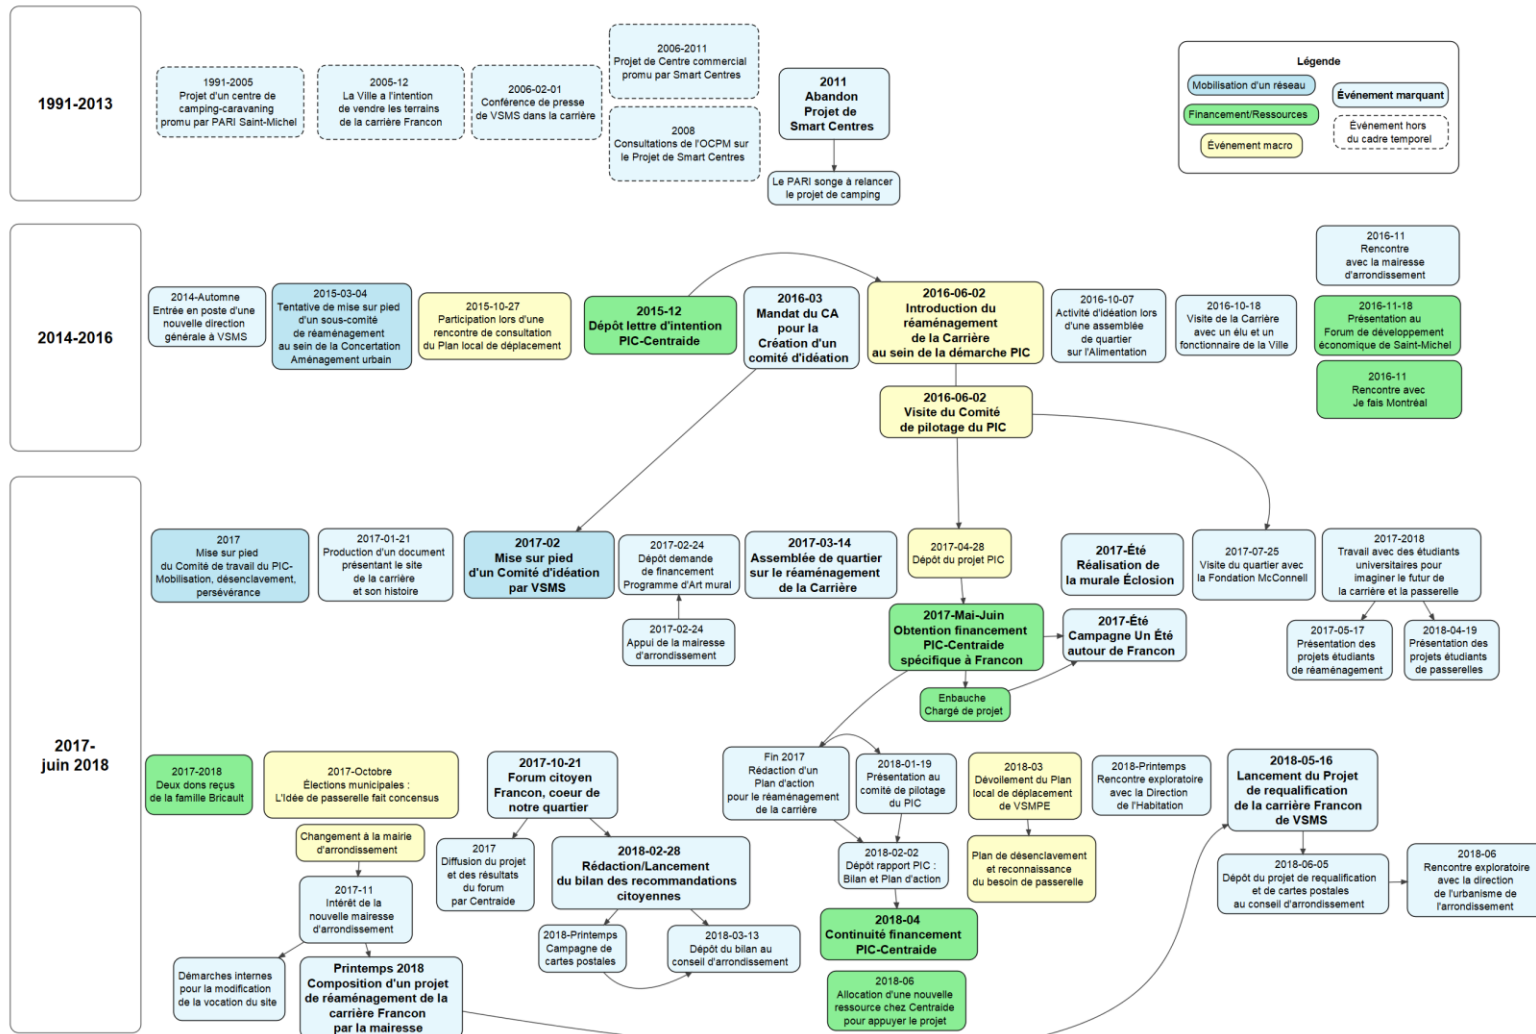 1991-2013
1991-2005
Projet d'un centre de
camping-caravaning
promu par PARI Saint-Michel
2005-12
La Ville a l'intention
de vendre les terrains
de la carrière Francon
2006-02-01
Conférence de presse
de VSMS dans la carrière
2006-2011
Projet de Centre commercial
promu par Smart Centres
2008
Consultations de l'OCPM sur
le Projet de Smart Centres
2011
Abandon
Projet de
Smart Centres
Le PARI songe à relancer
le projet de camping
Légende
Mobilisation d'un réseau
Événement marquant
Financement/Ressources
Événement macro
Événement hors
du cadre temporel
2014-2016
2014-Automne
Entrée en poste d'une
nouvelle direction
générale à VSMS
2015-03-04
Tentative de mise sur pied
d'un sous-comité
de réaménagement
au sein de la Concertation
Aménagement urbain
2015-10-27
Participation lors d'une
rencontre de consultation
du Plan local de déplacement
2015-12
Dépôt lettre d'intention
PIC-Centraide
2016-03
Mandat du CA
pour la
Création d'un
comité d'idéation
2016-06-02
Introduction du
réaménagement
de la Carrière
au sein de la démarche PIC
2016-06-02
Visite du Comité
de pilotage du PIC
2016-10-07
Activité d'idéation lors
d'une assemblée
de quartier
sur l'Alimentation
2016-10-18
Visite de la Carrière
avec un élu et un
fonctionnaire de la Ville
2016-11
Rencontre
avec la mairesse
d'arrondissement
2016-11-18
Présentation au
Forum de développement
économique de Saint-Michel
2016-11
Rencontre avec
Je fais Montréal
2017-
juin 2018
2017
Mise sur pied
du Comité de travail du PIC-
Mobilisation, désenclavement,
persévérance
2017-01-21
Production d'un document
présentant le site
de la carrière
et son histoire
2017-02
Mise sur pied
d'un Comité d'idéation
par VSMS
2017-02-24
Dépôt demande
de financement
Programme d'Art mural
2017-02-24
Appui de la mairesse
d'arrondissement
2017-03-14
Assemblée de quartier
sur le réaménagement
de la Carrière
2017-04-28
Dépôt du projet PIC
2017-Mai-Juin
Obtention financement
PIC-Centraide
spécifique à Francon
Enbauche
Chargé de projet
2017-Été
Réalisation de
la murale Éclosion
2017-Été
Campagne Un Été
autour de Francon
2017-07-25
Visite du quartier avec
la Fondation McConnell
2017-2018
Travail avec des étudiants
universitaires pour
imaginer le futur de
la carrière et la passerelle
2017-05-17
Présentation des
projets étudiants
de réaménagement
2018-04-19
Présentation des
projets étudiants
de passerelles
2017-2018
Deux dons reçus
de la famille Bricault
2017-Octobre
Élections municipales :
L'Idée de passerelle fait concensus
Changement à la mairie
d'arrondissement
2017-11
Intérêt de la
nouvelle mairesse
d'arrondissement
Démarches internes
pour la modification
de la vocation du site
Printemps 2018
Composition d'un projet
de réaménagement de la
carrière Francon
par la mairesse
2017-10-21
Forum citoyen
Francon, coeur de
notre quartier
2017
Diffusion du projet
et des résultats
du forum
par Centraide
2018-02-28
Rédaction/Lancement
du bilan des recommandations
citoyennes
2018-Printemps
Campagne de
cartes postales
2018-03-13
Dépôt du bilan au
conseil d'arrondissement
Fin 2017
Rédaction d'un
Plan d'action
pour le réaménagement
de la carrière
2018-01-19
Présentation au
comité de pilotage
du PIC
2018-02-02
Dépôt rapport PIC :
Bilan et Plan d'action
2018-04
Continuité financement
PIC-Centraide
2018-06
Allocation d'une nouvelle
ressource chez Centraide
pour appuyer le projet
2018-03
Dévoilement du Plan
local de déplacement
de VSMPE
Plan de désenclavement
et reconnaissance
du besoin de passerelle
2018-Printemps
Rencontre exploratoire
avec la Direction
de l'Habitation
2018-05-16
Lancement du Projet
de requalification
de la carrière Francon
de VSMS
2018-06-05
Dépôt du projet de requalification
et de cartes postales
au conseil d'arrondissement
2018-06
Rencontre exploratoire
avec la direction
de l'urbanisme de
l'arrondissement